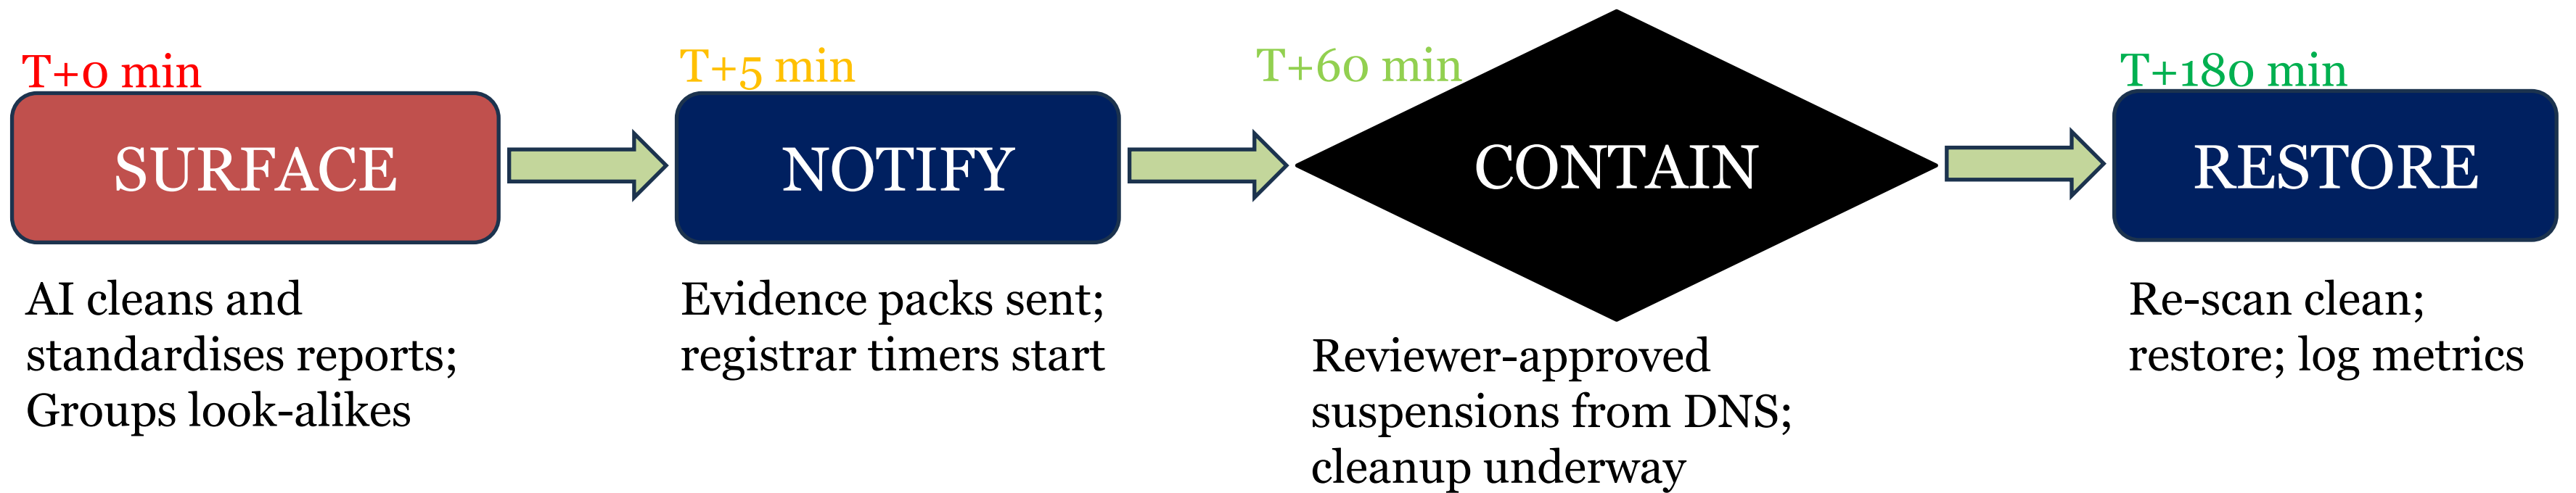 T+0 min
SURFACE
AI cleans and
standardises reports;
Groups look-alikes
T+5 min
NOTIFY
Evidence packs sent;
registrar timers start
T+60 min
CONTAIN
Reviewer-approved
suspensions from DNS;
cleanup underway
T+180 min
RESTORE
Re-scan clean;
restore; log metrics